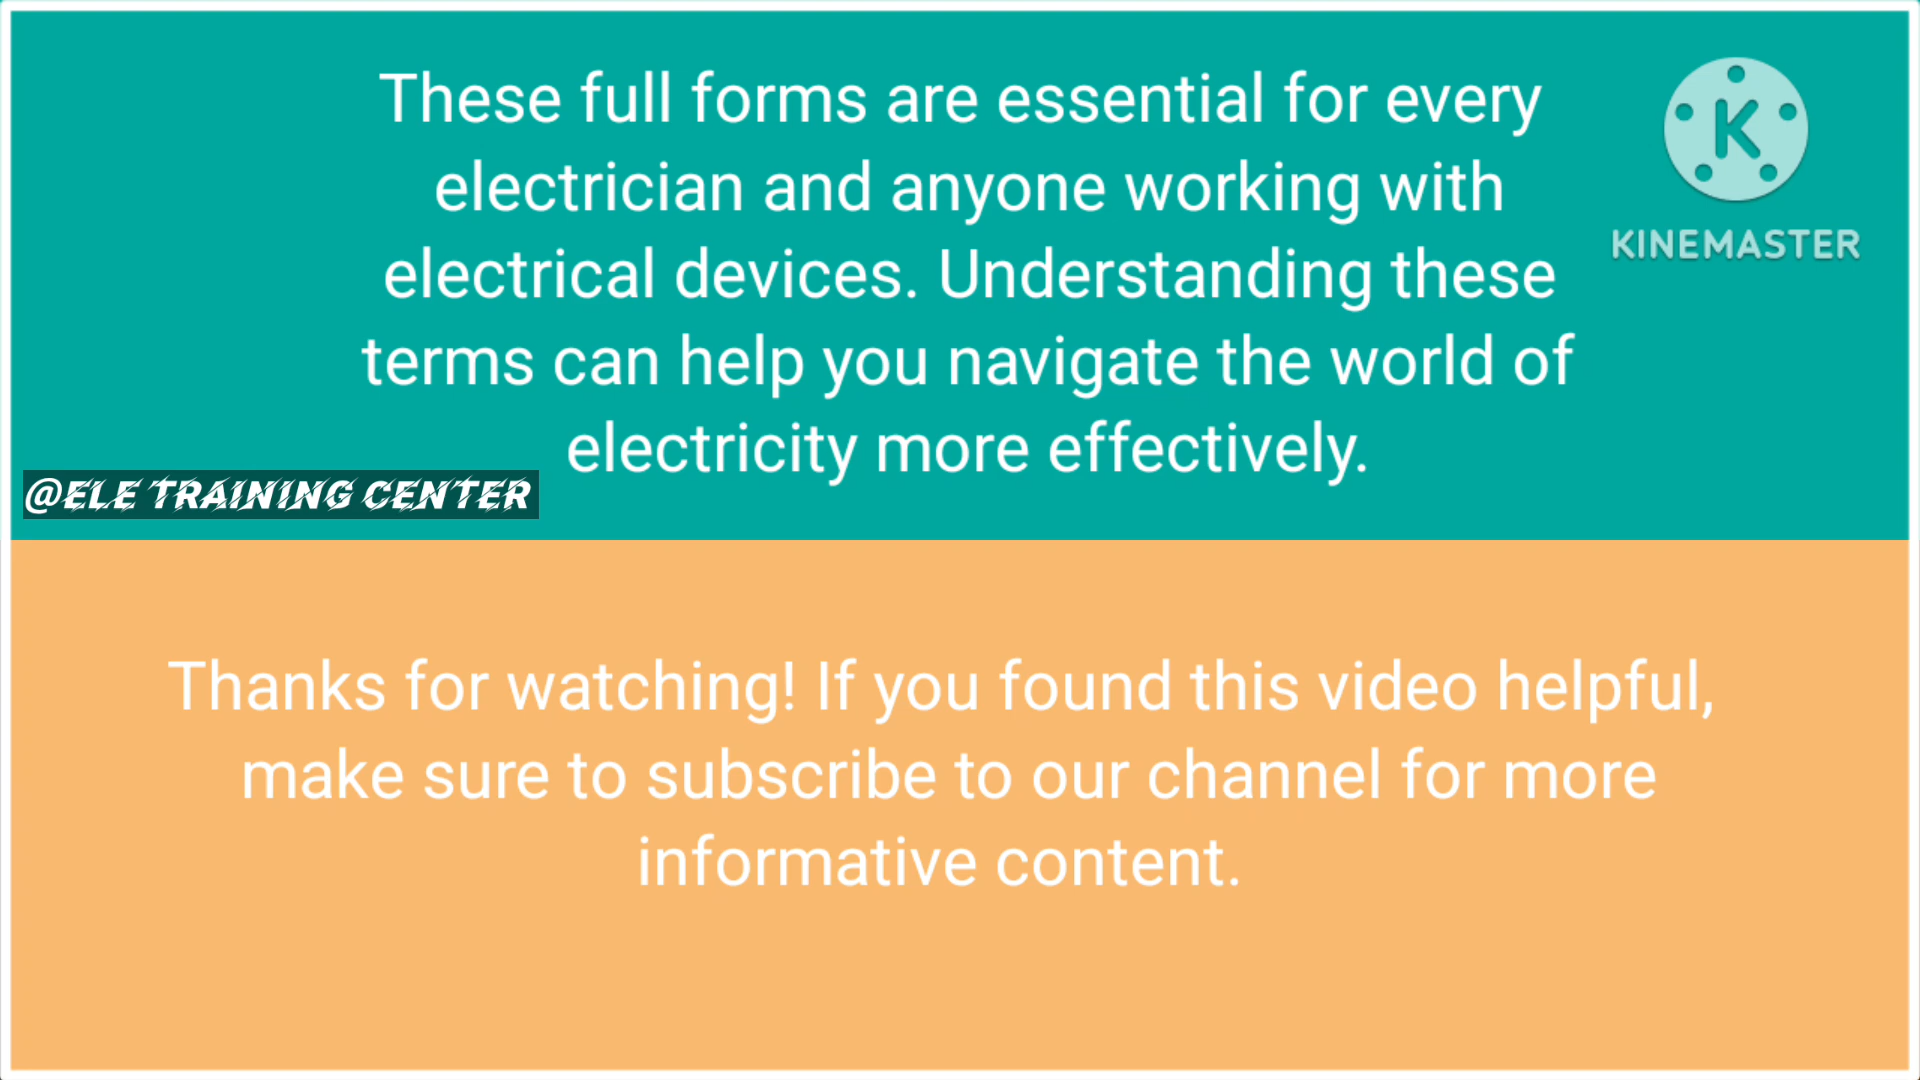 These full forms are essential for every
electrician and anyone working with
electrical devices. Understanding these
terms can help you navigate the world of
electricity more effectively.
K
KINEMASTER
@ELE TRAINING CENTER
Thanks for watching! If you found this video helpful,
make sure to subscribe to our channel for more
informative content.